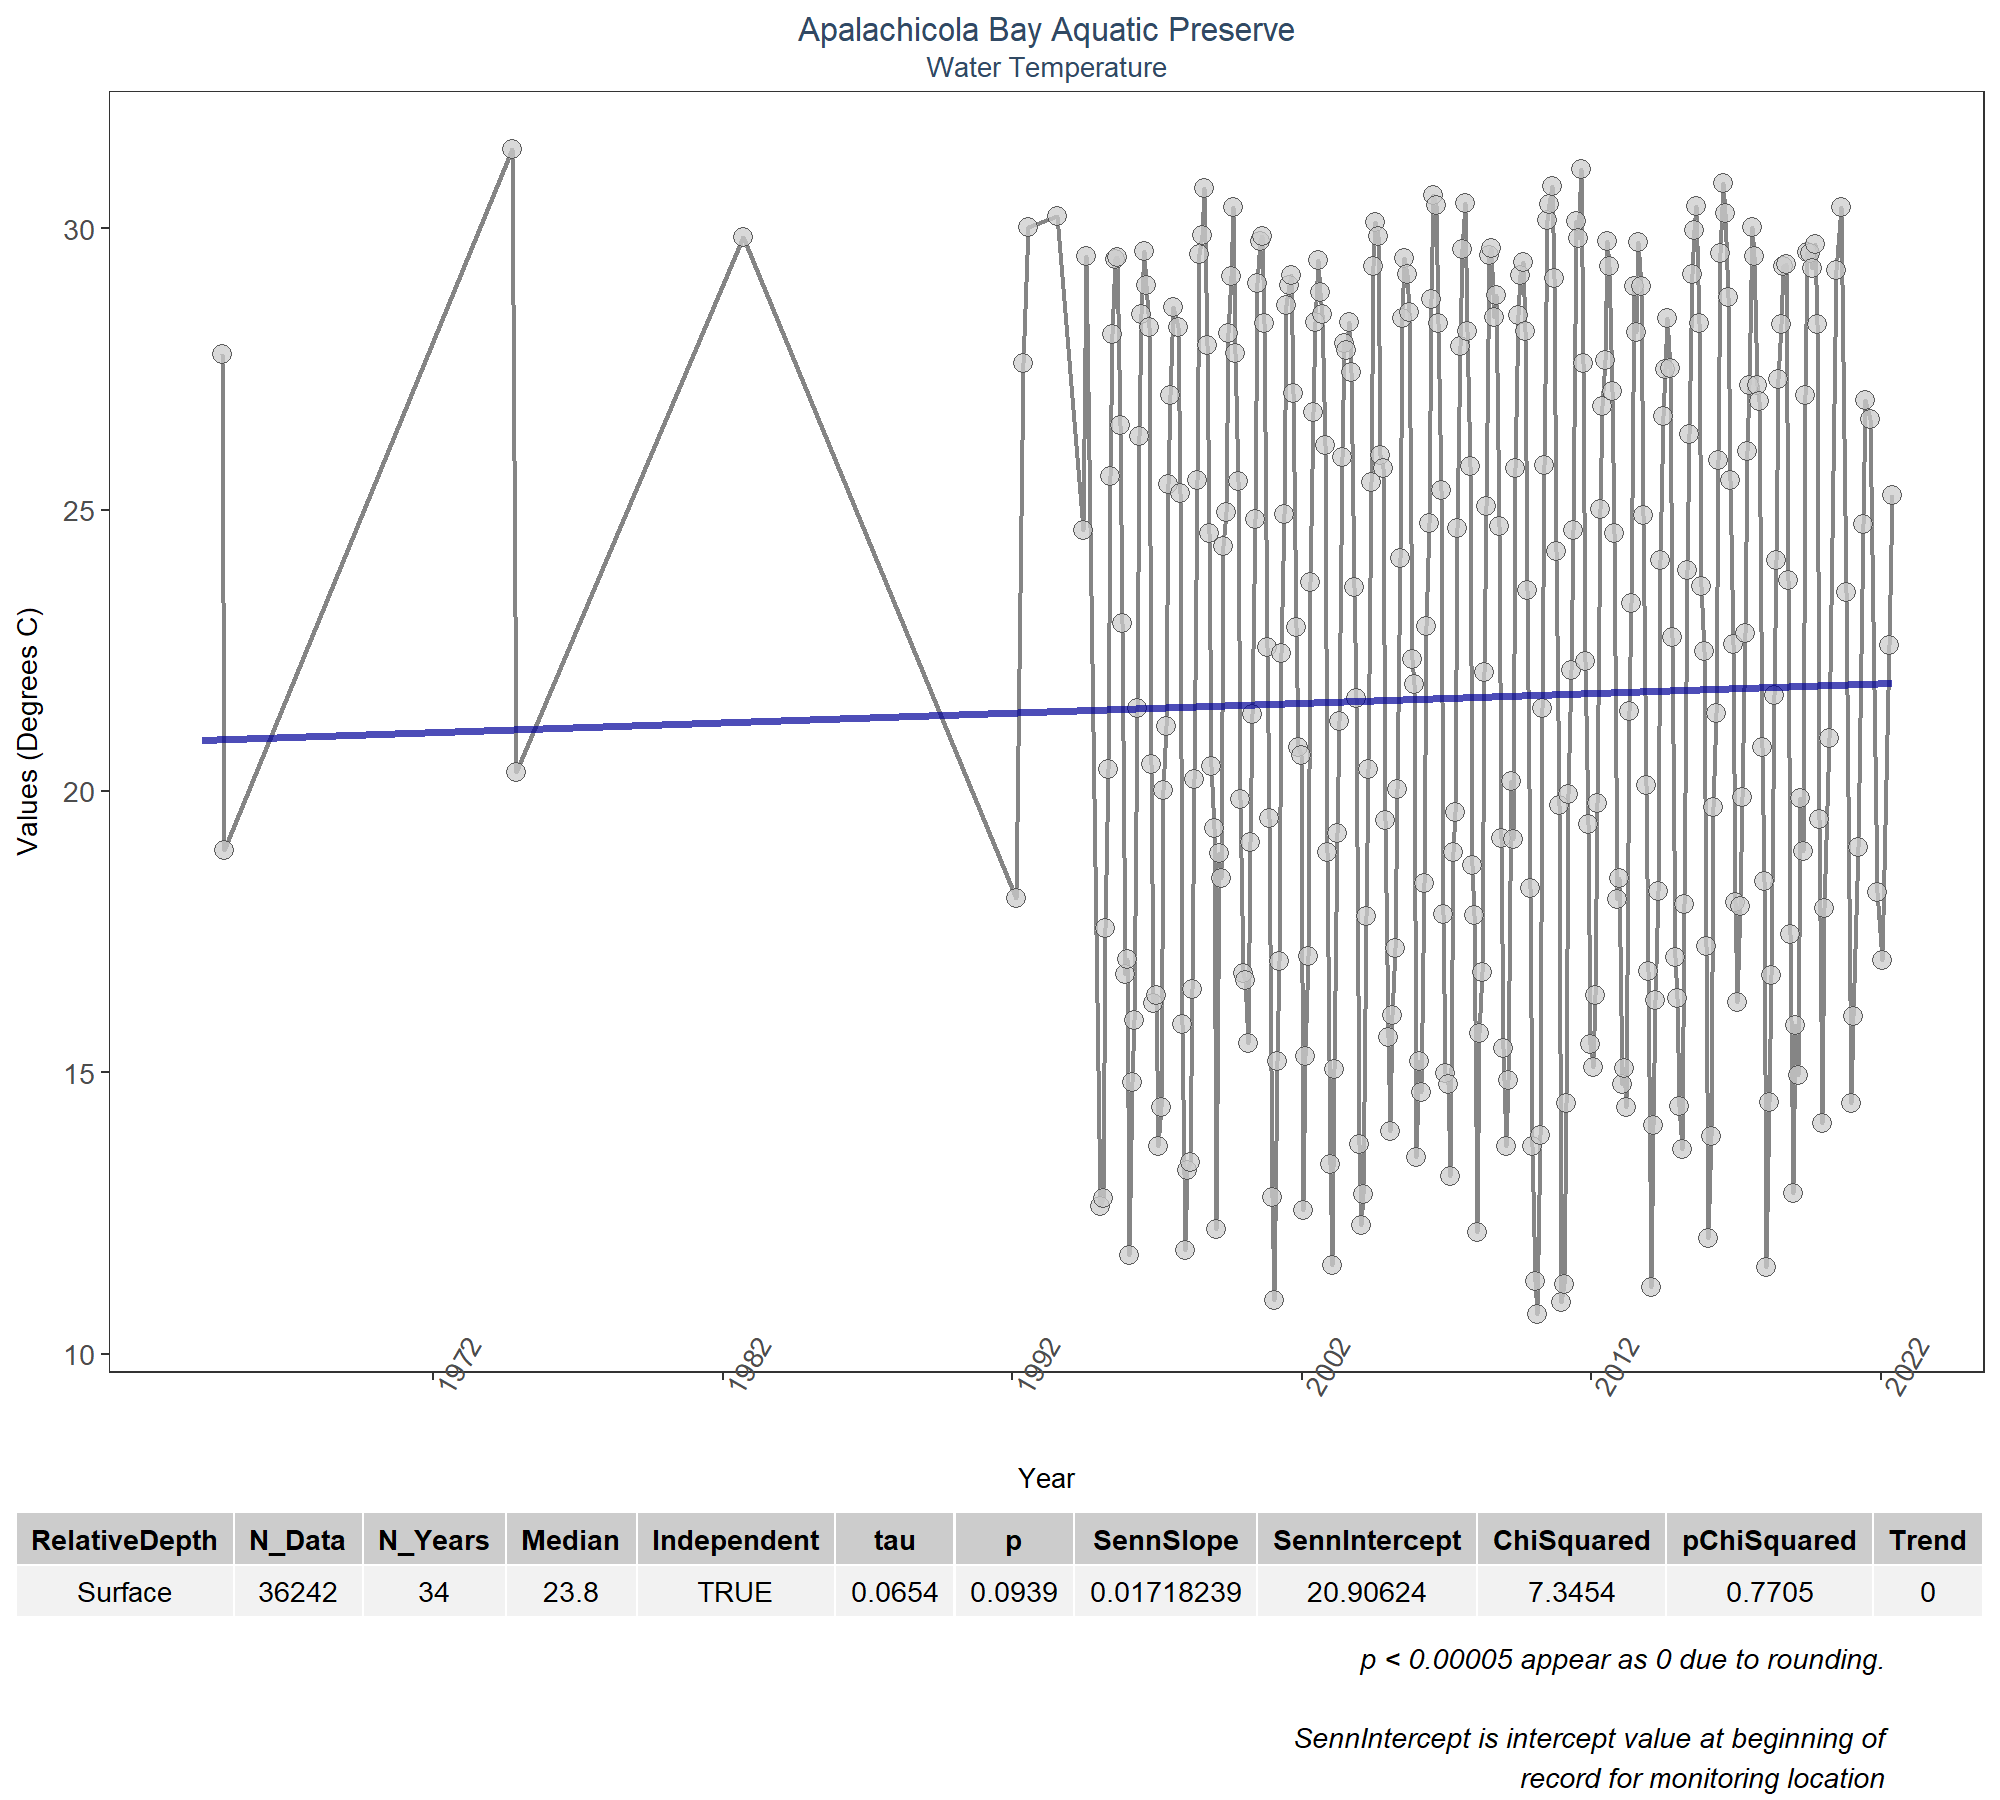 Apalachicola Bay Aquatic Preserve
Water Temperature
Values (Degrees C)
30
25
20
15
10
1972 1982 1992 2002 2012 2022
Year
RelativeDepth N_Data N_Years Median Independent tau p SennSlope SennIntercept ChiSquared pChiSquared Trend
Surface 36242 34 23.8 TRUE 0.0654 0.0939 0.01718239 20.90624 7.3454 0.7705 0
p < 0.00005 appear as 0 due to rounding.
SennIntercept is intercept value at beginning of
record for monitoring location